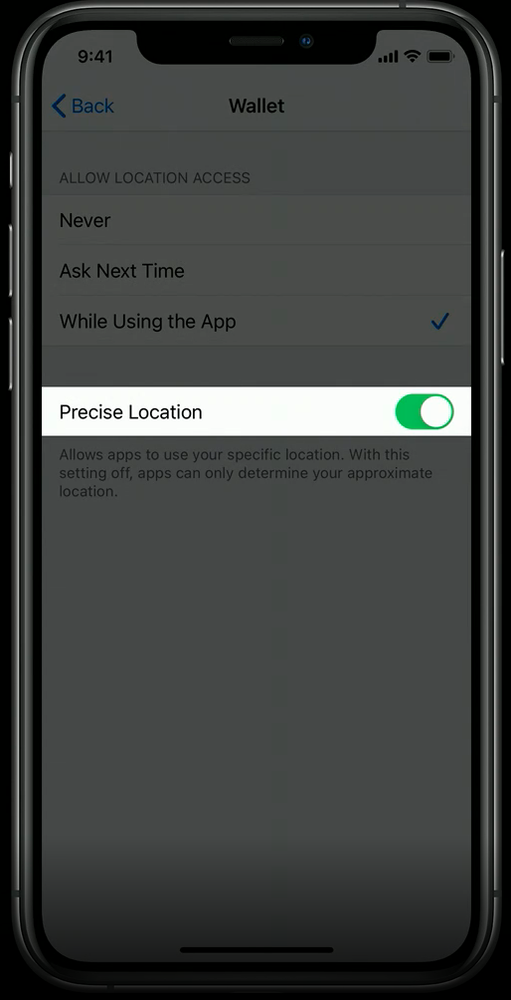 9:41
Back
Wallet
ALLOW LOCATION ACCESS
Never
Ask Next Time
While Using the App
Precise Location
Allows apps to use your specific location. With this
setting off, apps can only determine your approximate
location.